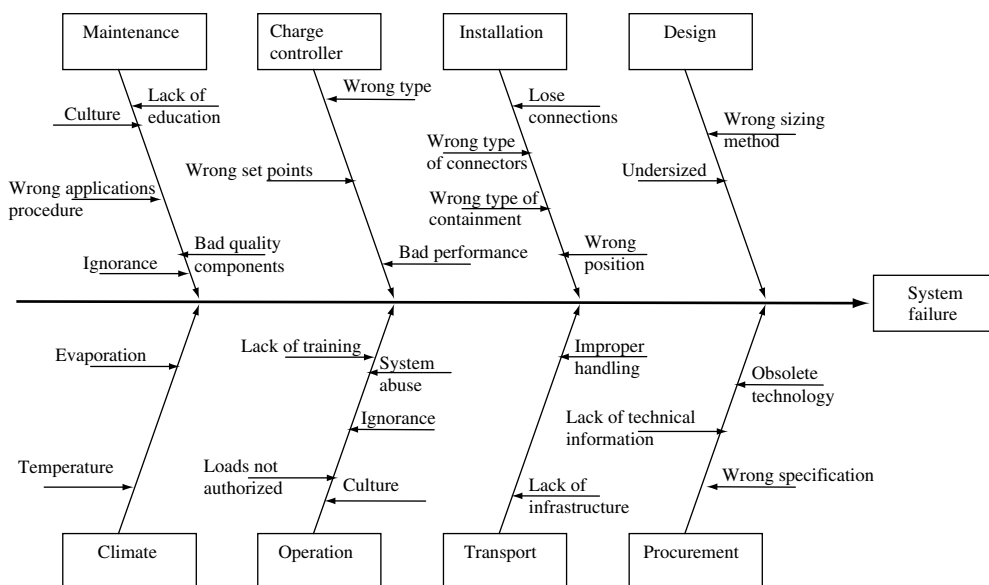 Maintenance
Charge
controller
Installation
Design
Lack of
education
Culture
Wrong applications
procedure
Bad quality
components
Ignorance
Wrong type
Wrong set points
Bad performance
Lose
connections
Wrong type
of connectors
Wrong type of
containment
Wrong
position
Wrong sizing
method
Undersized
System
failure
Evaporation
Temperature
Lack of training
System
abuse
Ignorance
Loads not
authorized
Culture
Improper
handling
Lack of
infrastructure
Obsolete
technology
Lack of technical
information
Wrong specification
Climate
Operation
Transport
Procurement